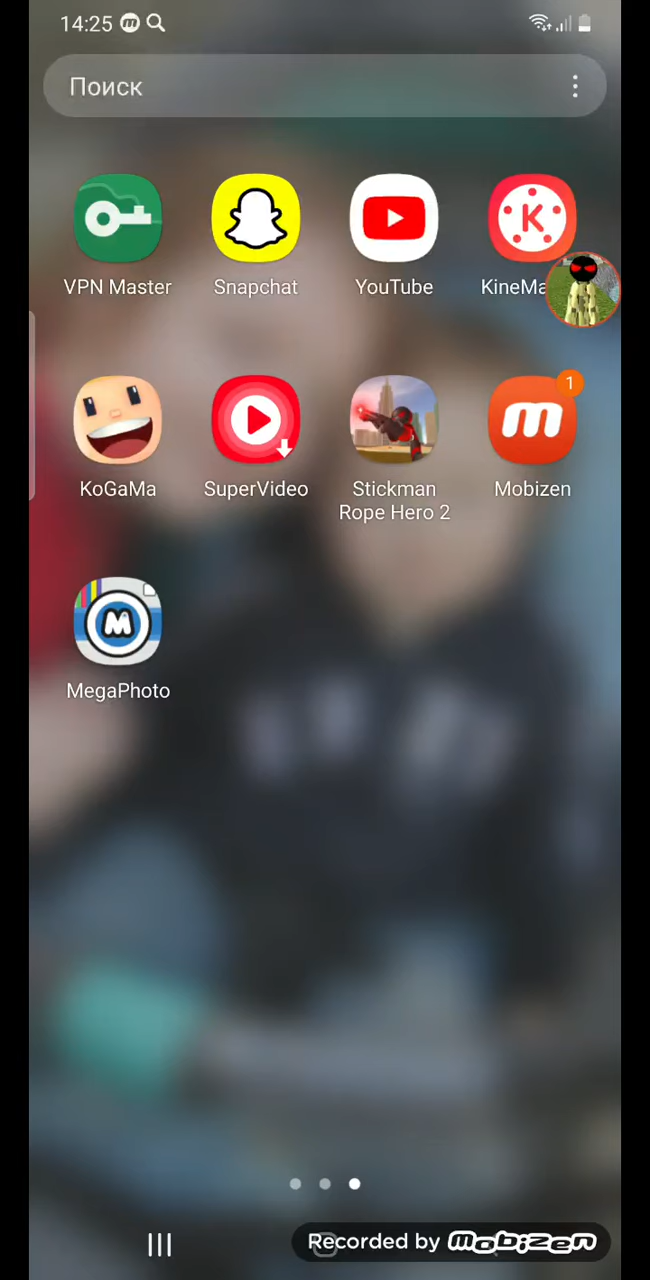 14:25
Поиск
VPN Master
Snapchat
YouTube
KineMa
KoGaMa
SuperVideo
Stickman
Rope Hero 2
Mobizen
1
MegaPhoto
Recorded by Mobizen